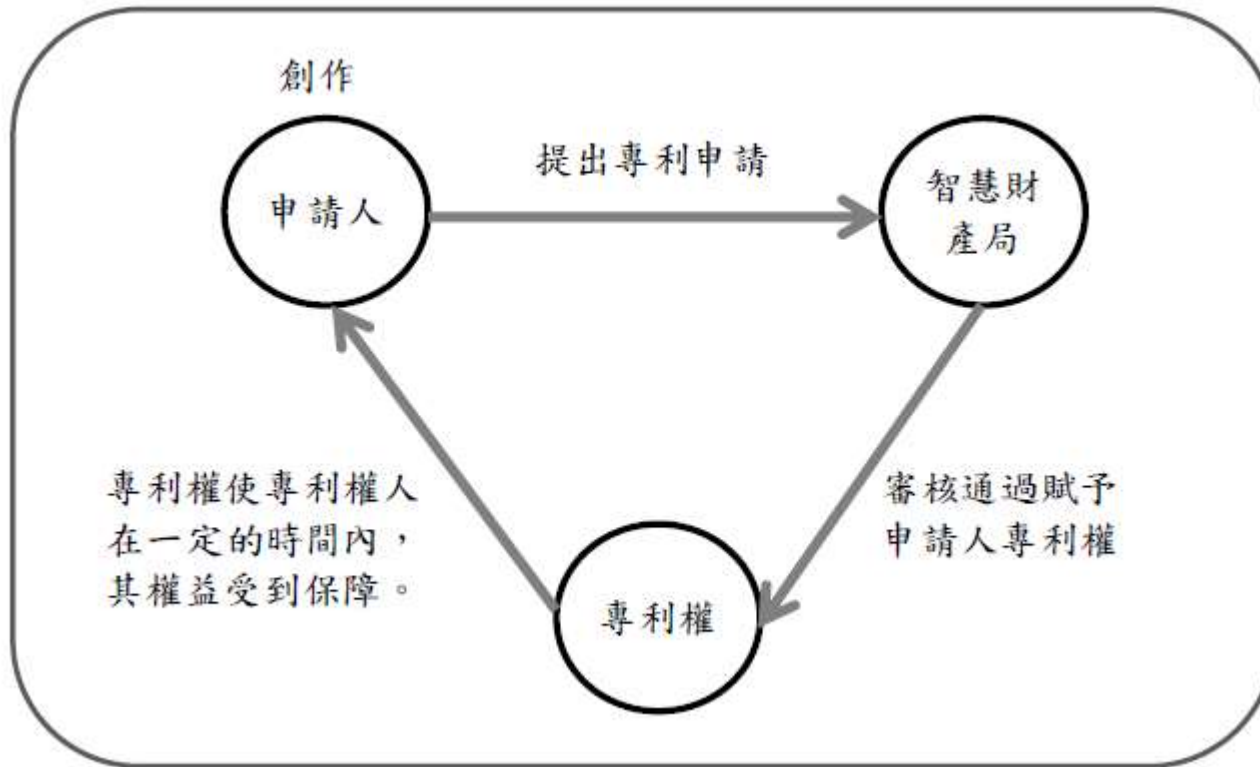 創作
申請人
提出專利申請
智慧財
產局
專利權使專利權人
在一定的時間內，
其權益受到保障。
審核通過賦予
申請人專利權
專利權